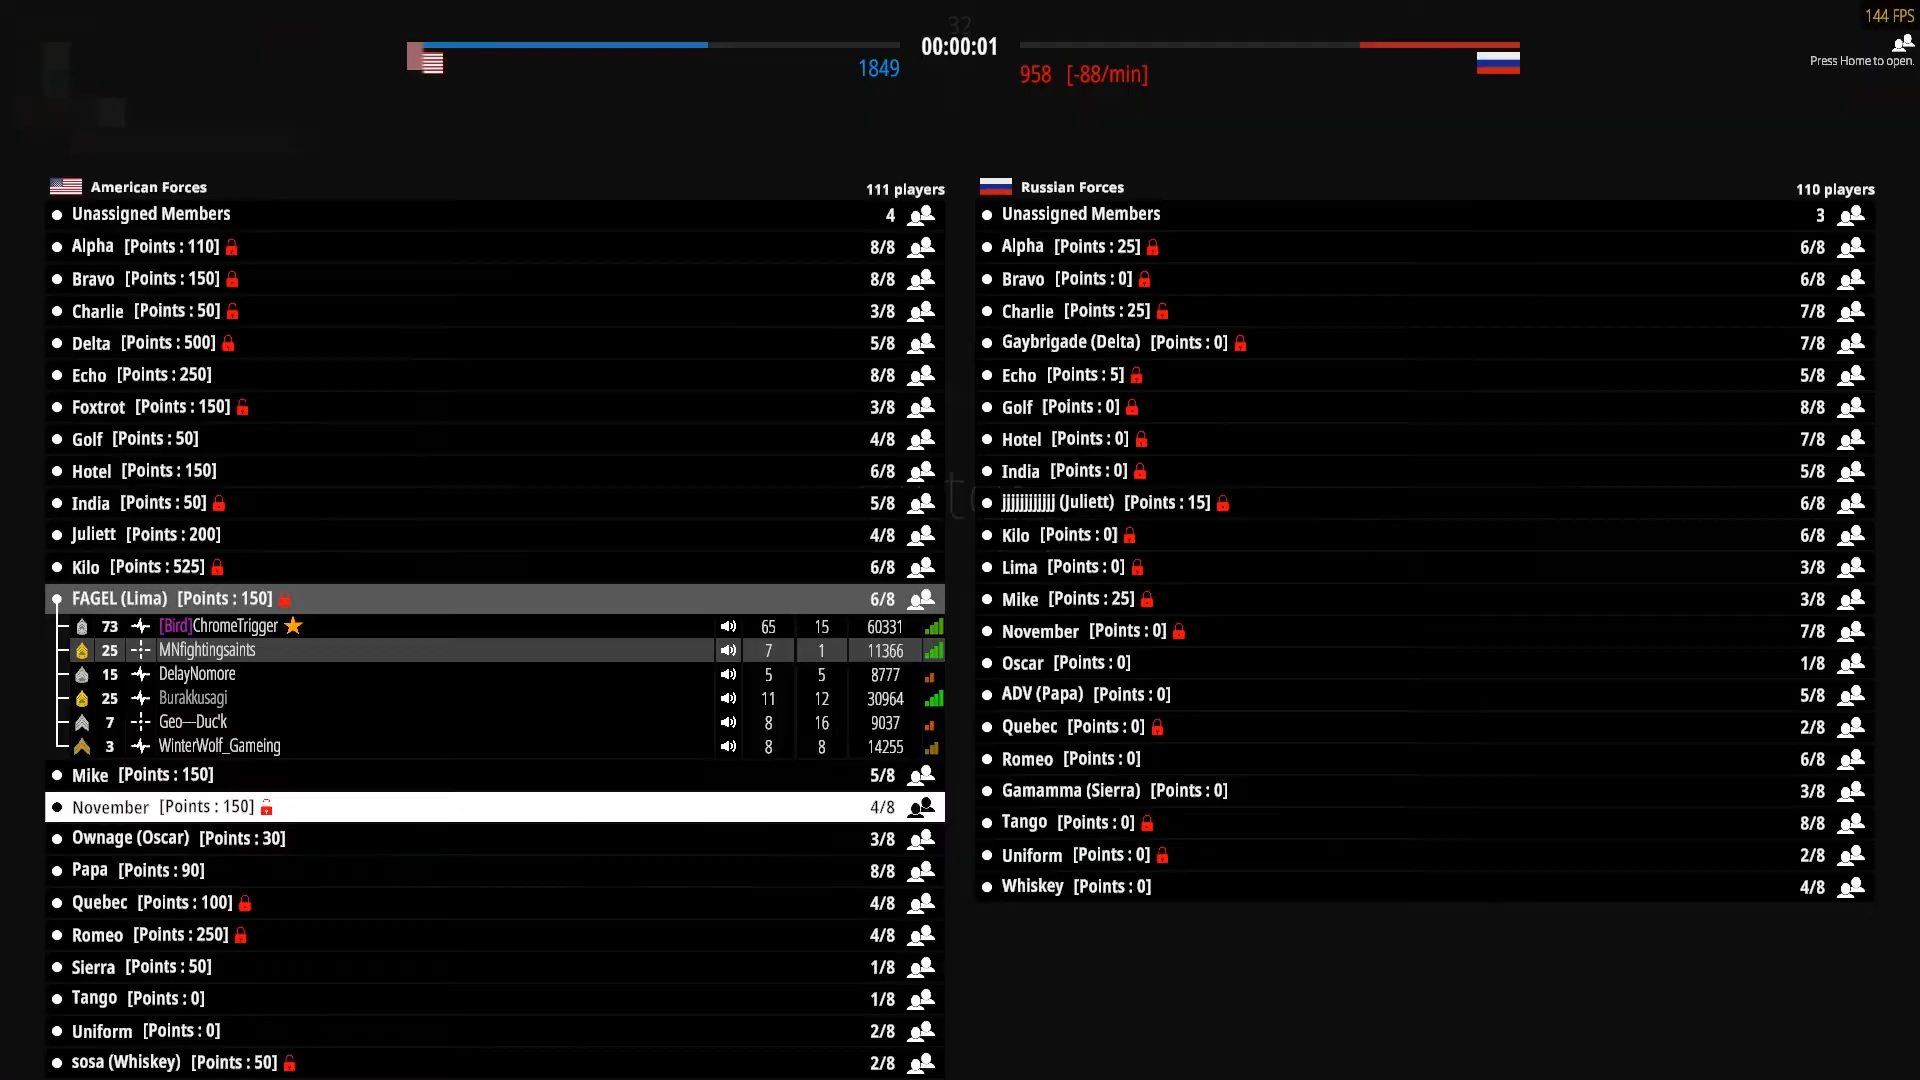 144 FPS
32
00:00:01
Press Home to open.
1849
958 [-88/min]
American Forces
111 players
Unassigned Members 4
Alpha [Points : 110] 8/8
Bravo [Points : 150] 8/8
Charlie [Points : 50] 3/8
Delta [Points : 500] 5/8
Echo [Points : 250] 8/8
Foxtrot [Points : 150] 3/8
Golf [Points : 50] 4/8
Hotel [Points : 150] 6/8
India [Points : 50] 5/8
Juliett [Points : 200] 4/8
Kilo [Points : 525] 6/8
FAGEL (Lima) [Points : 150] 6/8
73 [Bird]ChromeTrigger 65 15 60331
25 MNfightingsaints 7 1 11366
15 DelayNomore 5 5 8777
25 Burakkusagi 11 12 30964
7 Geo—Duc'k 8 16 9037
3 WinterWolf_Gameing 8 8 14255
Mike [Points : 150] 5/8
November [Points : 150] 4/8
Ownage (Oscar) [Points : 30] 3/8
Papa [Points : 90] 8/8
Quebec [Points : 100] 4/8
Romeo [Points : 250] 4/8
Sierra [Points : 50] 1/8
Tango [Points : 0] 1/8
Uniform [Points : 0] 2/8
sosa (Whiskey) [Points : 50] 2/8
Russian Forces
110 players
Unassigned Members 3
Alpha [Points : 25] 6/8
Bravo [Points : 0] 6/8
Charlie [Points : 25] 7/8
Gaybrigade (Delta) [Points : 0] 7/8
Echo [Points : 5] 5/8
Golf [Points : 0] 8/8
Hotel [Points : 0] 7/8
India [Points : 0] 5/8
jjjjjjjjjjjj (Juliett) [Points : 15] 6/8
Kilo [Points : 0] 6/8
Lima [Points : 0] 3/8
Mike [Points : 25] 3/8
November [Points : 0] 7/8
Oscar [Points : 0] 1/8
ADV (Papa) [Points : 0] 5/8
Quebec [Points : 0] 2/8
Romeo [Points : 0] 6/8
Gamamma (Sierra) [Points : 0] 3/8
Tango [Points : 0] 8/8
Uniform [Points : 0] 2/8
Whiskey [Points : 0] 4/8